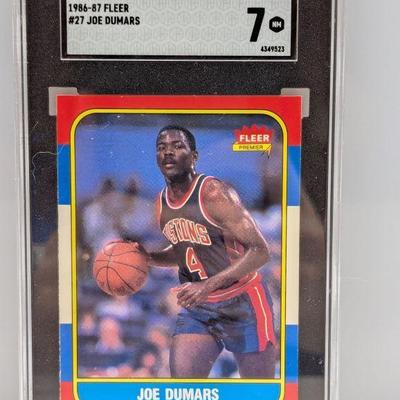 1986-87 FLEER
#27 JOE DUMARS
7 NM
4349523
FLEER
PREMIER
PISTONS
4
JOE DUMARS